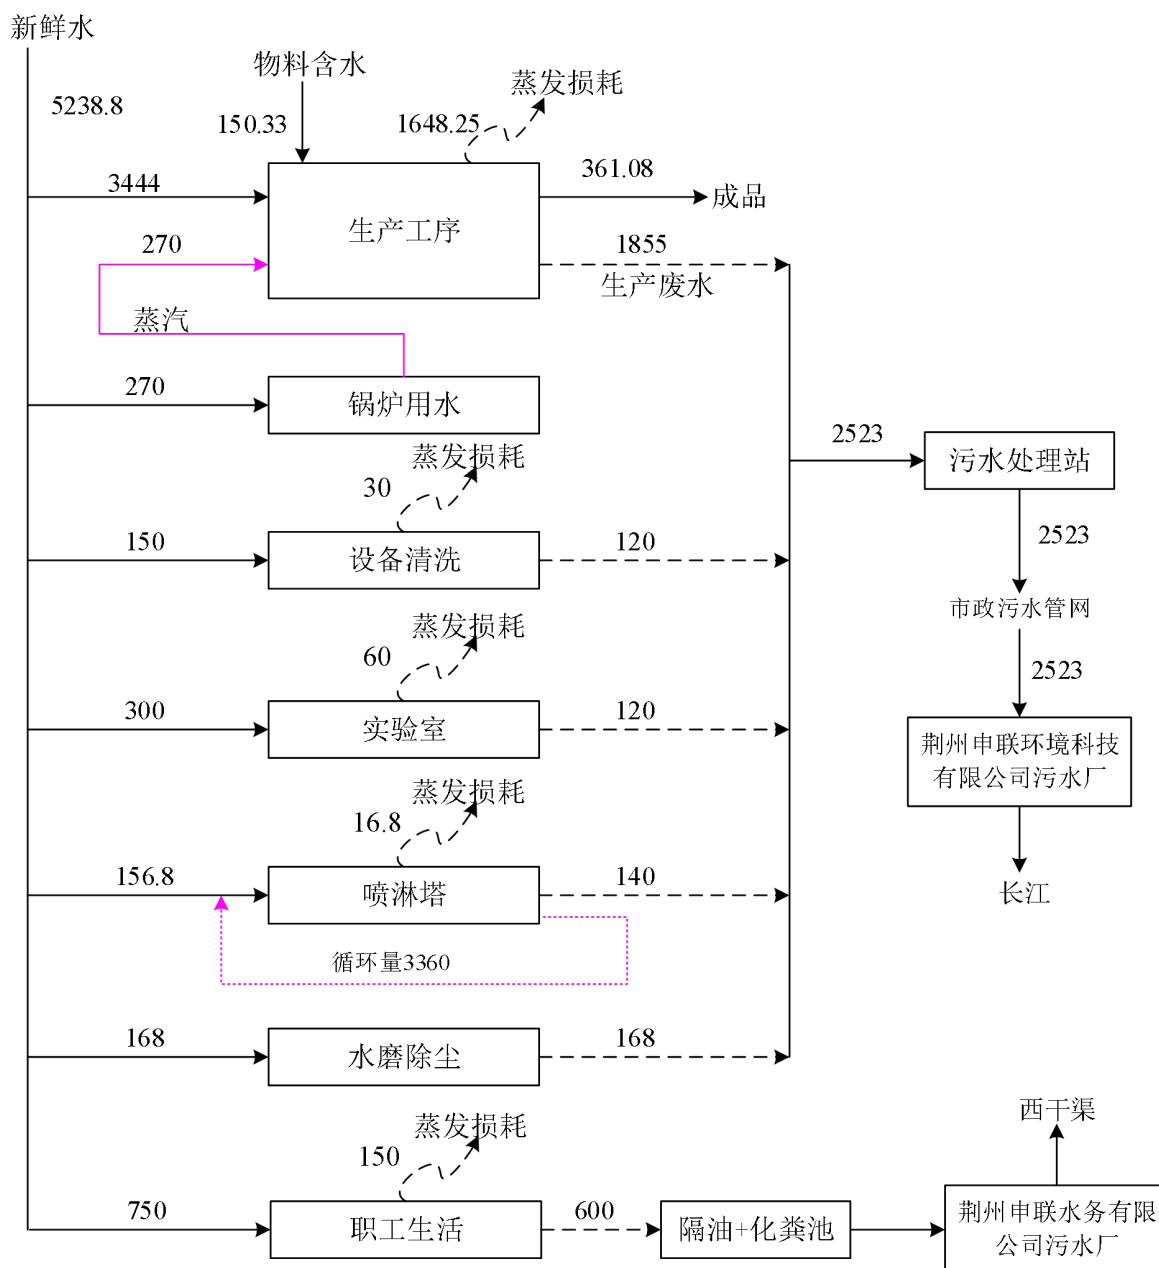 新鲜水
物料含水
蒸发损耗
5238.8
150.33
1648.25
3444
361.08
成品
生产工序
270
1855
生产废水
蒸汽
270
锅炉用水
蒸发损耗
30
2523
污水处理站
150
设备清洗
120
2523
市政污水管网
蒸发损耗
60
2523
300
实验室
120
荆州申联环境科技
有限公司污水厂
蒸发损耗
16.8
156.8
喷淋塔
140
长江
循环量3360
168
水磨除尘
168
西干渠
蒸发损耗
150
750
职工生活
600
隔油+化粪池
荆州申联水务有限
公司污水厂